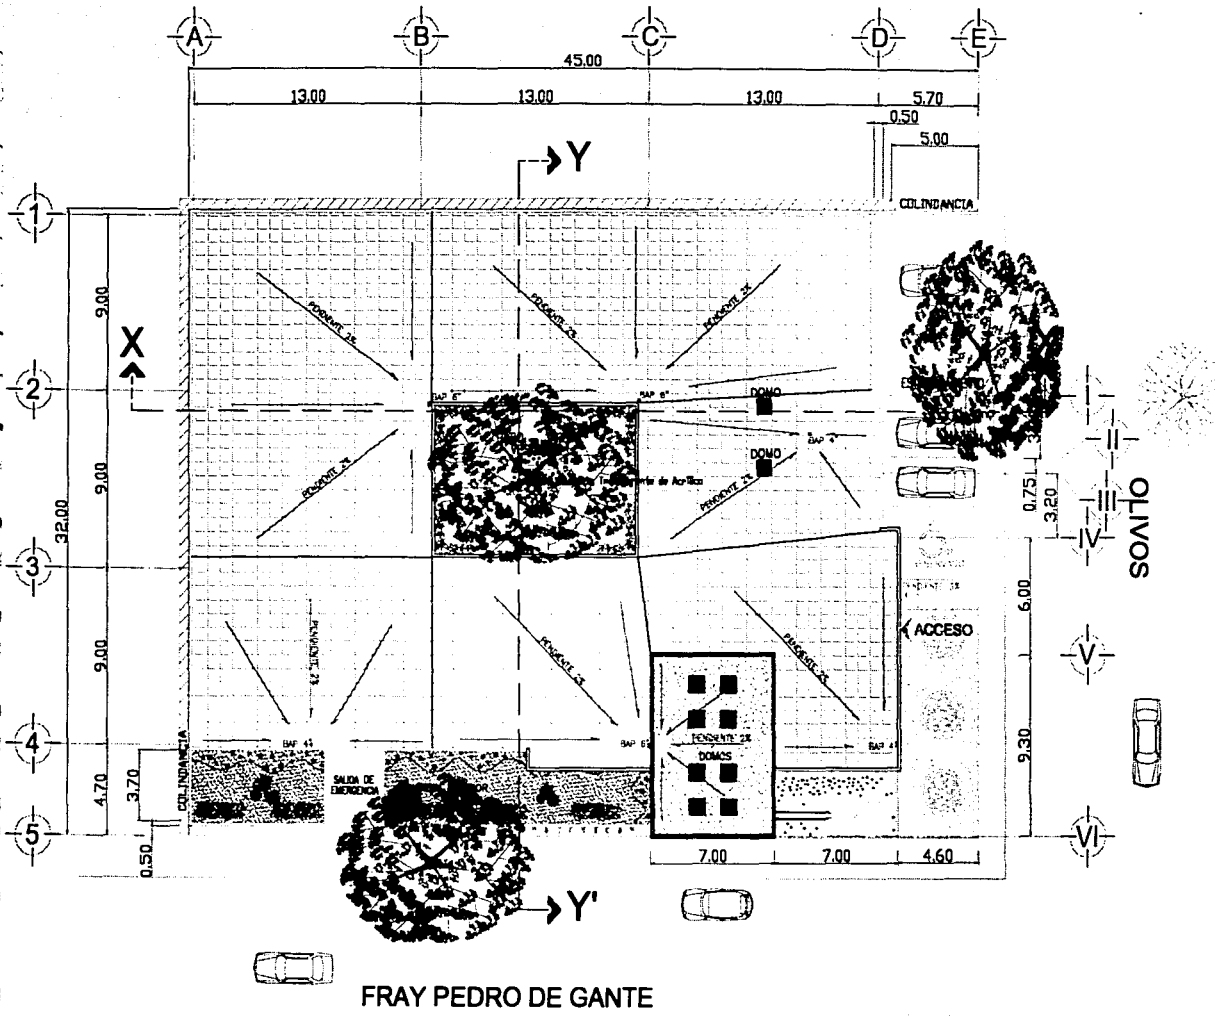 A B C D E
45.00
13.00 13.00 13.00 5.70
0.50
5.00
Y
COLINDANCIA
1
9.00
PENDIENTE 2%
PENDIENTE 2%
PENDIENTE 2%
X
2
BAP 6"
BAP 6"
DOMO
I
BAP 4"
II
DOMO
PENDIENTE 2%
PENDIENTE 2%
9.00
32.00
0.75
3.20
III
OLIVOS
IV
3
6.00
ACCESO
PENDIENTE 2%
PENDIENTE 2%
PENDIENTE 2%
9.00
V
4
BAP 4"
BAP 6"
PENDIENTE 2%
BAP 4"
DOMOS
COLINDANCIA
SALIDA DE
EMERGENCIA
4.70
3.70
9.30
5
0.50
VI
7.00 7.00 4.60
Y'
FRAY PEDRO DE GANTE